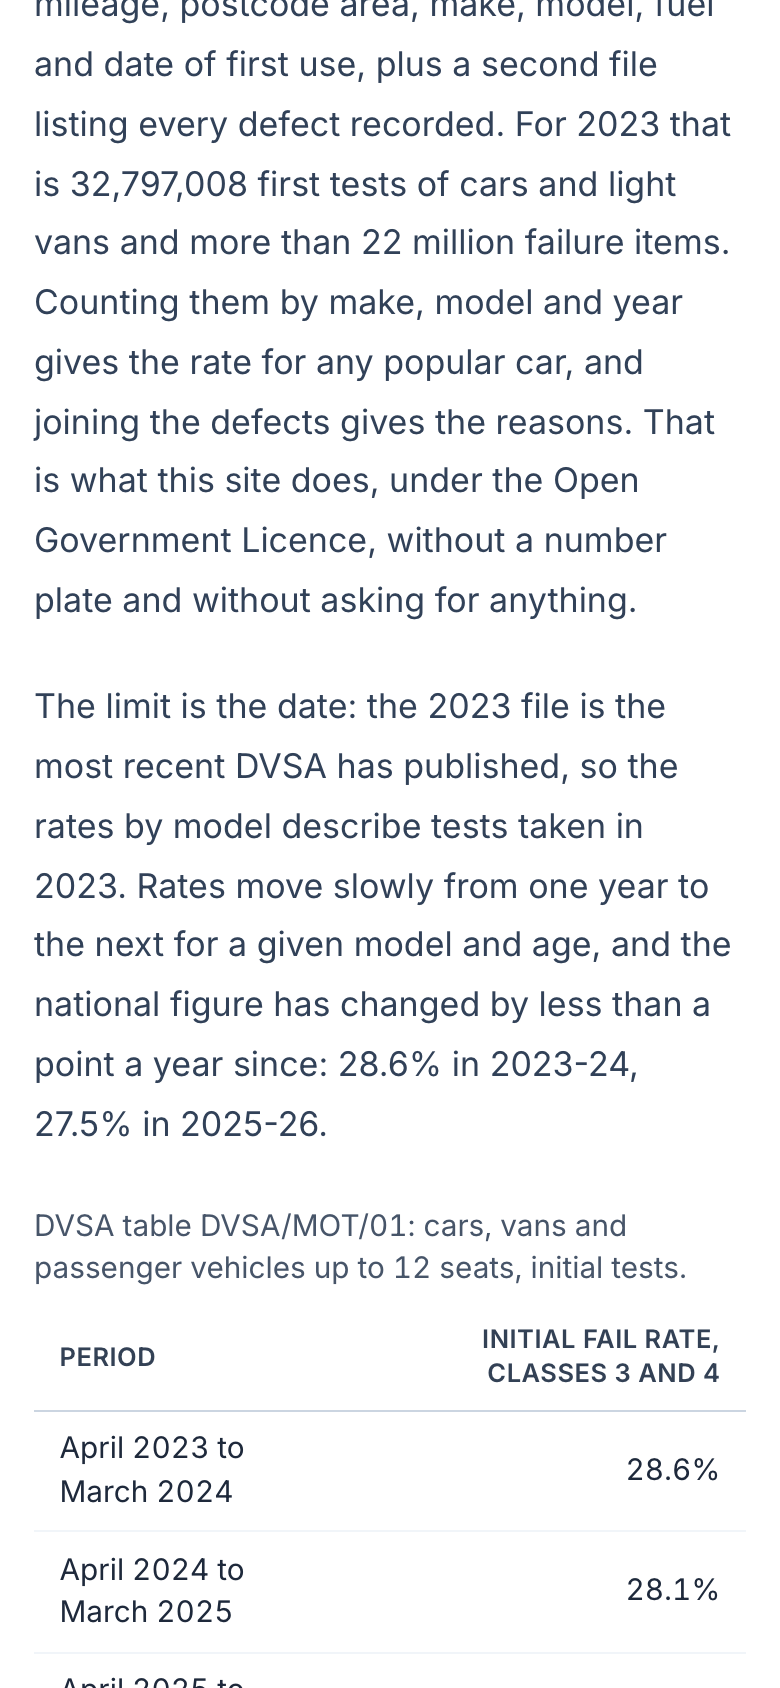 mileage, postcode area, make, model, fuel
and date of first use, plus a second file
listing every defect recorded. For 2023 that
is 32,797,008 first tests of cars and light
vans and more than 22 million failure items.
Counting them by make, model and year
gives the rate for any popular car, and
joining the defects gives the reasons. That
is what this site does, under the Open
Government Licence, without a number
plate and without asking for anything.
The limit is the date: the 2023 file is the
most recent DVSA has published, so the
rates by model describe tests taken in
2023. Rates move slowly from one year to
the next for a given model and age, and the
national figure has changed by less than a
point a year since: 28.6% in 2023-24,
27.5% in 2025-26.
DVSA table DVSA/MOT/01: cars, vans and
passenger vehicles up to 12 seats, initial tests.
PERIOD
INITIAL FAIL RATE,
CLASSES 3 AND 4
April 2023 to
March 2024
28.6%
April 2024 to
March 2025
28.1%
April 2025 to